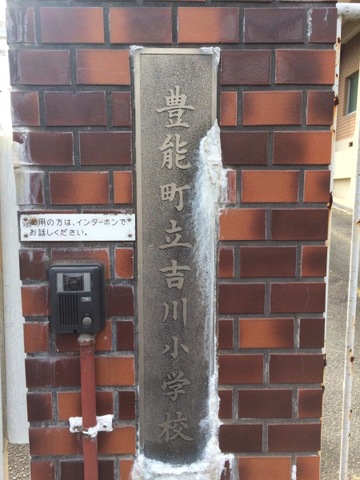 豊能町立吉川小学校
御用の方は、インターホンで
お話しください。